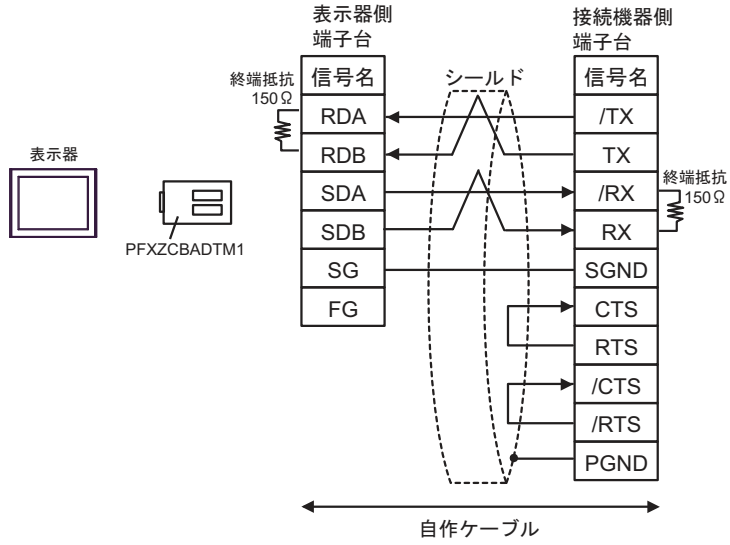 表示器側
端子台
接続機器側
端子台
終端抵抗
150Ω
信号名
シールド
信号名
RDA
/TX
RDB
TX
表示器
SDA
/RX
終端抵抗
150Ω
SDB
RX
PFXZCBADTM1
SG
SGND
FG
CTS
RTS
/CTS
/RTS
PGND
自作ケーブル